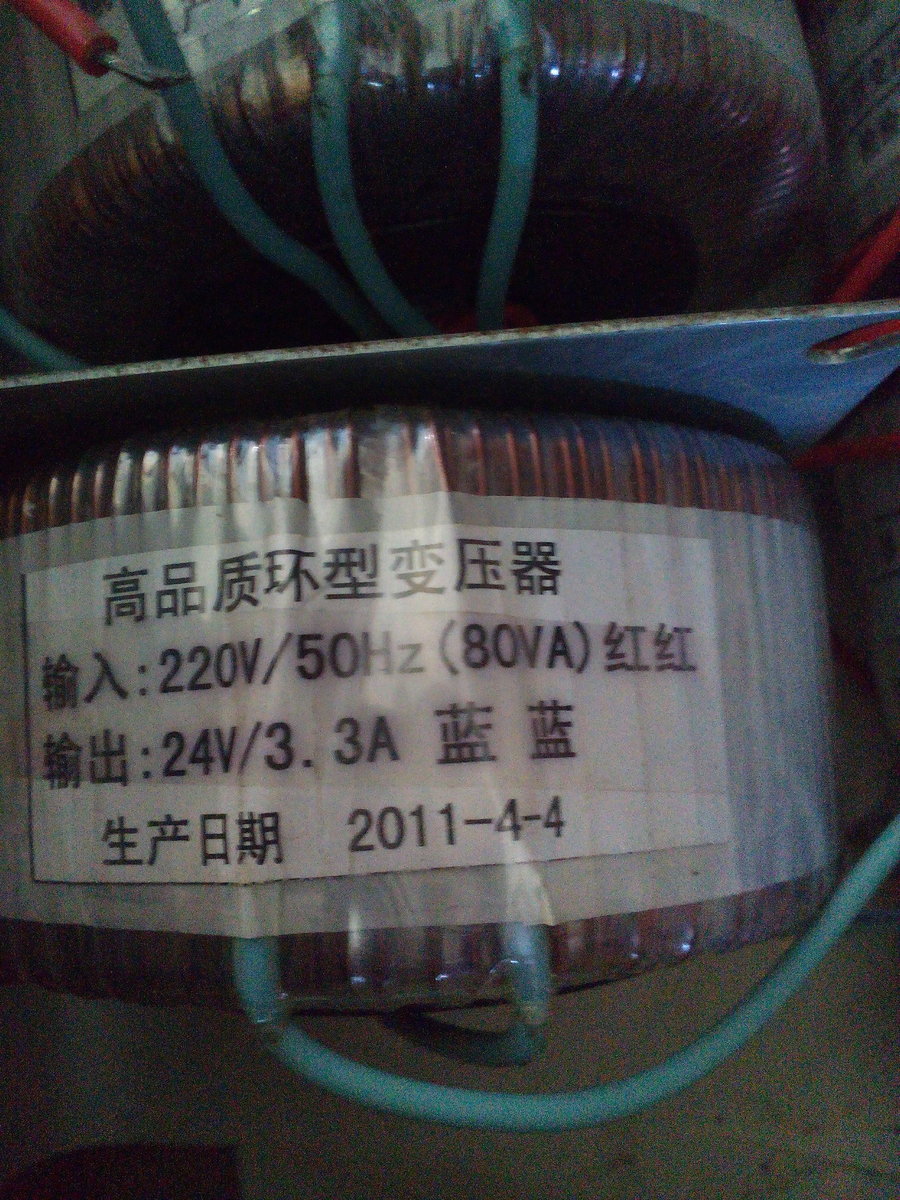 高品质环型变压器
输入:220V/50Hz(80VA)红红
输出:24V/3.3A 蓝 蓝
生产日期 2011-4-4